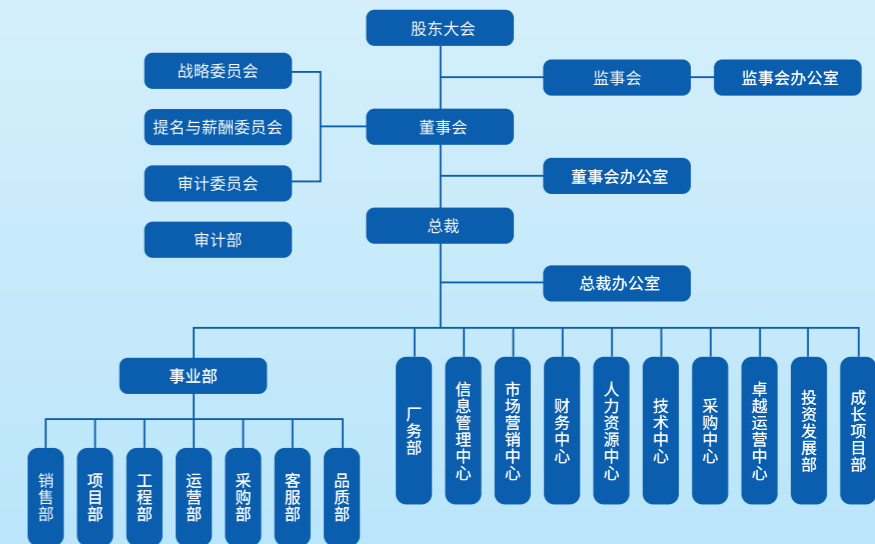 股东大会
战略委员会
监事会
监事会办公室
提名与薪酬委员会
董事会
审计委员会
董事会办公室
审计部
总裁
总裁办公室
事业部
厂务部
信息管理中心
市场营销中心
财务中心
人力资源中心
技术中心
采购中心
卓越运营中心
投资发展部
成长项目部
销售部
项目部
工程部
运营部
采购部
客服部
品质部